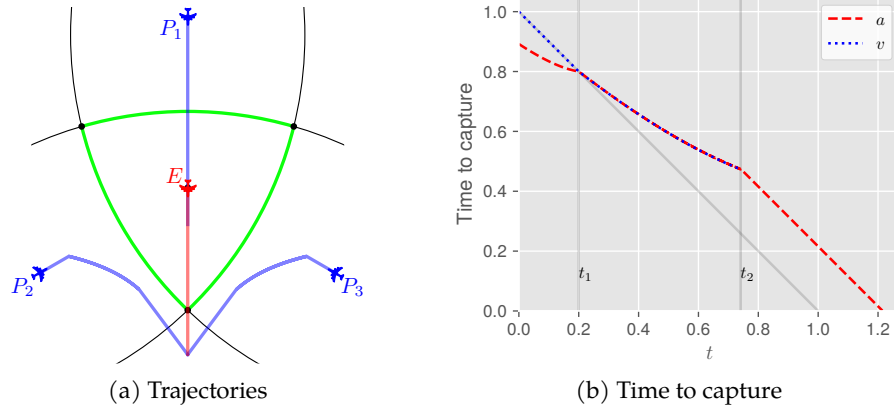 P1
E
P2
P3
(a) Trajectories
Time to capture
1.0
0.8
0.6
0.4
0.2
0.0
a
v
t1
t2
0.0 0.2 0.4 0.6 0.8 1.0 1.2
t
(b) Time to capture